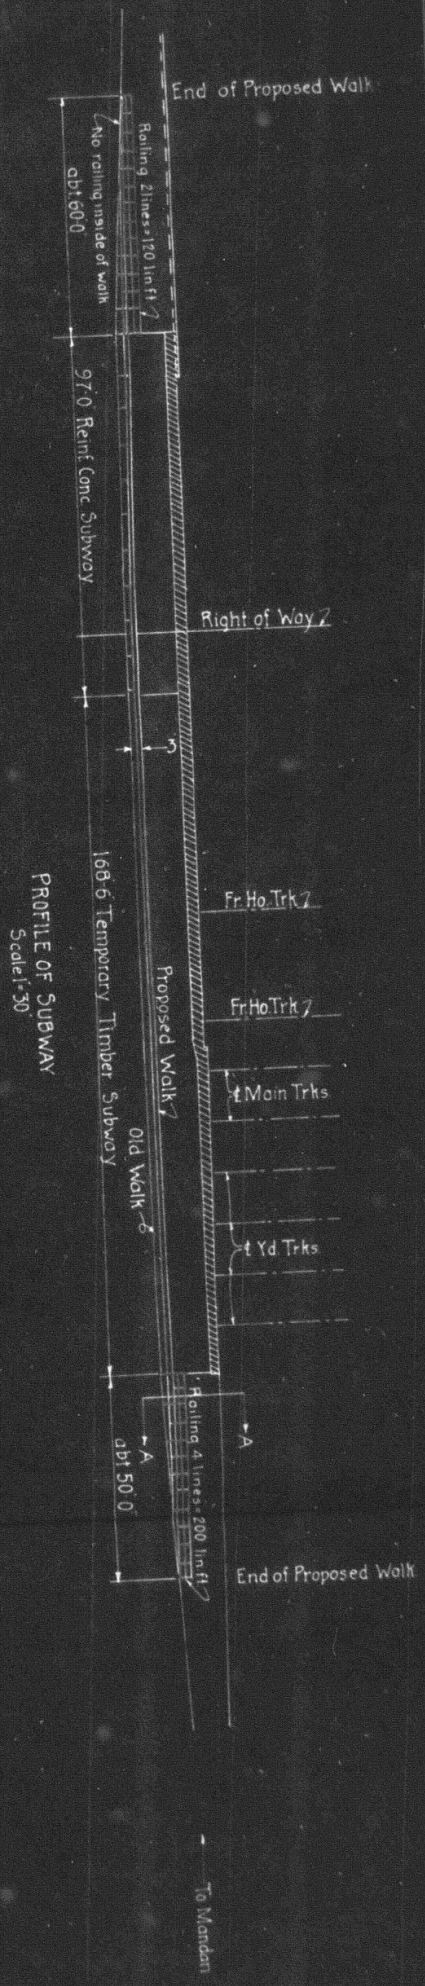 End of Proposed Walk
Railing 2 lines = 120 lin ft
No railing inside of walk
abt 60'0"
97'0" Reinf Conc Subway
Right of Way
3
Fr. Ho. Trk
Fr. Ho. Trk
℄ Main Trks
℄ Yd. Trks
168'6" Temporary Timber Subway
Proposed Walk
Old Walk
PROFILE OF SUBWAY
Scale 1"=30'
A
A
Railing 4 lines = 200 lin ft
abt 50'0"
End of Proposed Walk
To Mandan